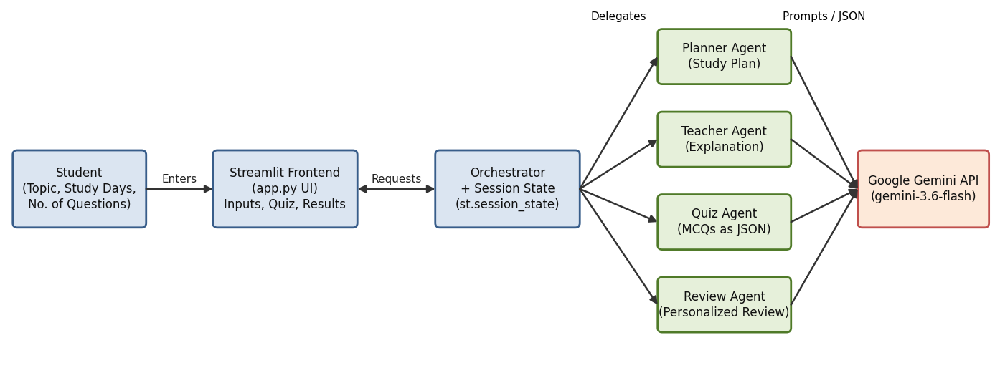 Delegates
Prompts / JSON
Planner Agent
(Study Plan)
Teacher Agent
(Explanation)
Student
(Topic, Study Days,
No. of Questions)
Enters
Streamlit Frontend
(app.py UI)
Inputs, Quiz, Results
Requests
Orchestrator
+ Session State
(st.session_state)
Google Gemini API
(gemini-3.6-flash)
Quiz Agent
(MCQs as JSON)
Review Agent
(Personalized Review)